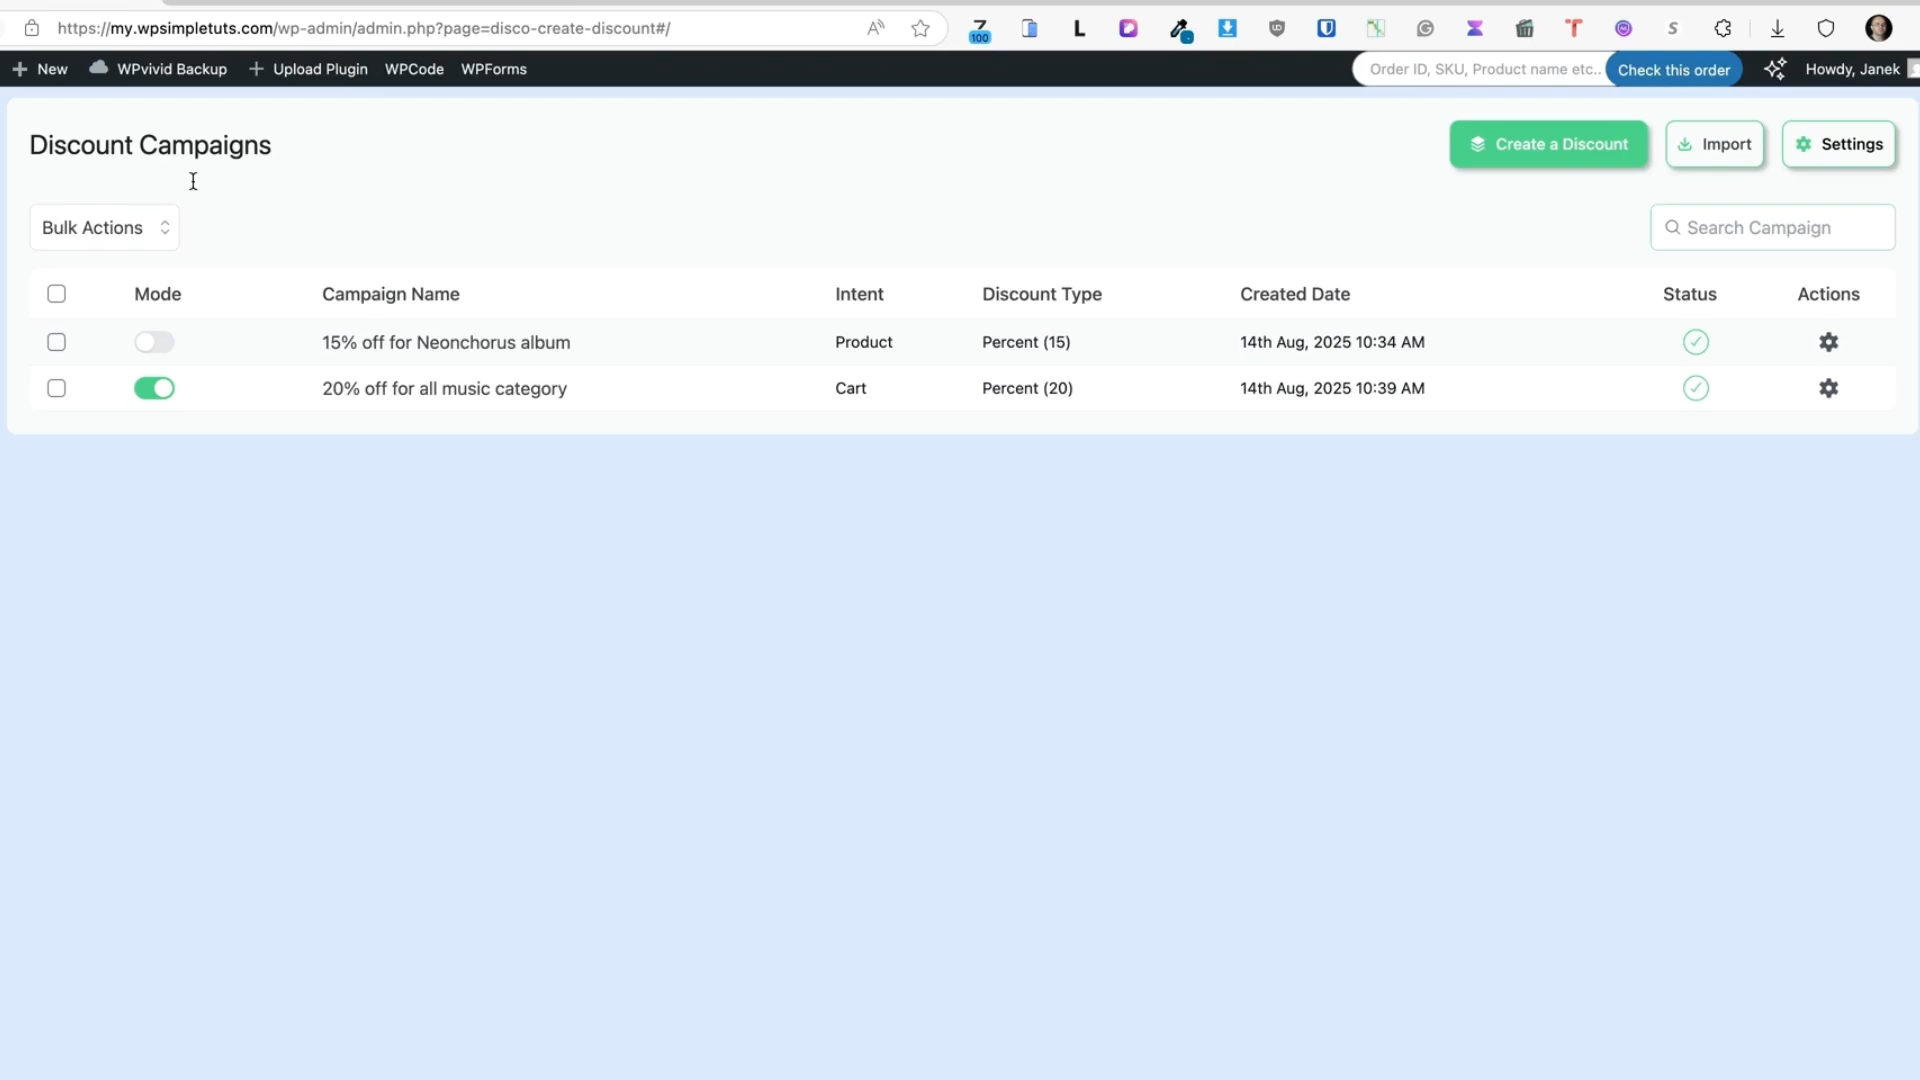 https://my.wpsimpletuts.com/wp-admin/admin.php?page=disco-create-discount#/
100
New
WPvivid Backup
Upload Plugin
WPCode
WPForms
Order ID, SKU, Product name etc..
Check this order
Howdy, Janek
Discount Campaigns
Create a Discount
Import
Settings
Bulk Actions
Search Campaign
Mode Campaign Name Intent Discount Type Created Date Status Actions
15% off for Neonchorus album Product Percent (15) 14th Aug, 2025 10:34 AM
20% off for all music category Cart Percent (20) 14th Aug, 2025 10:39 AM